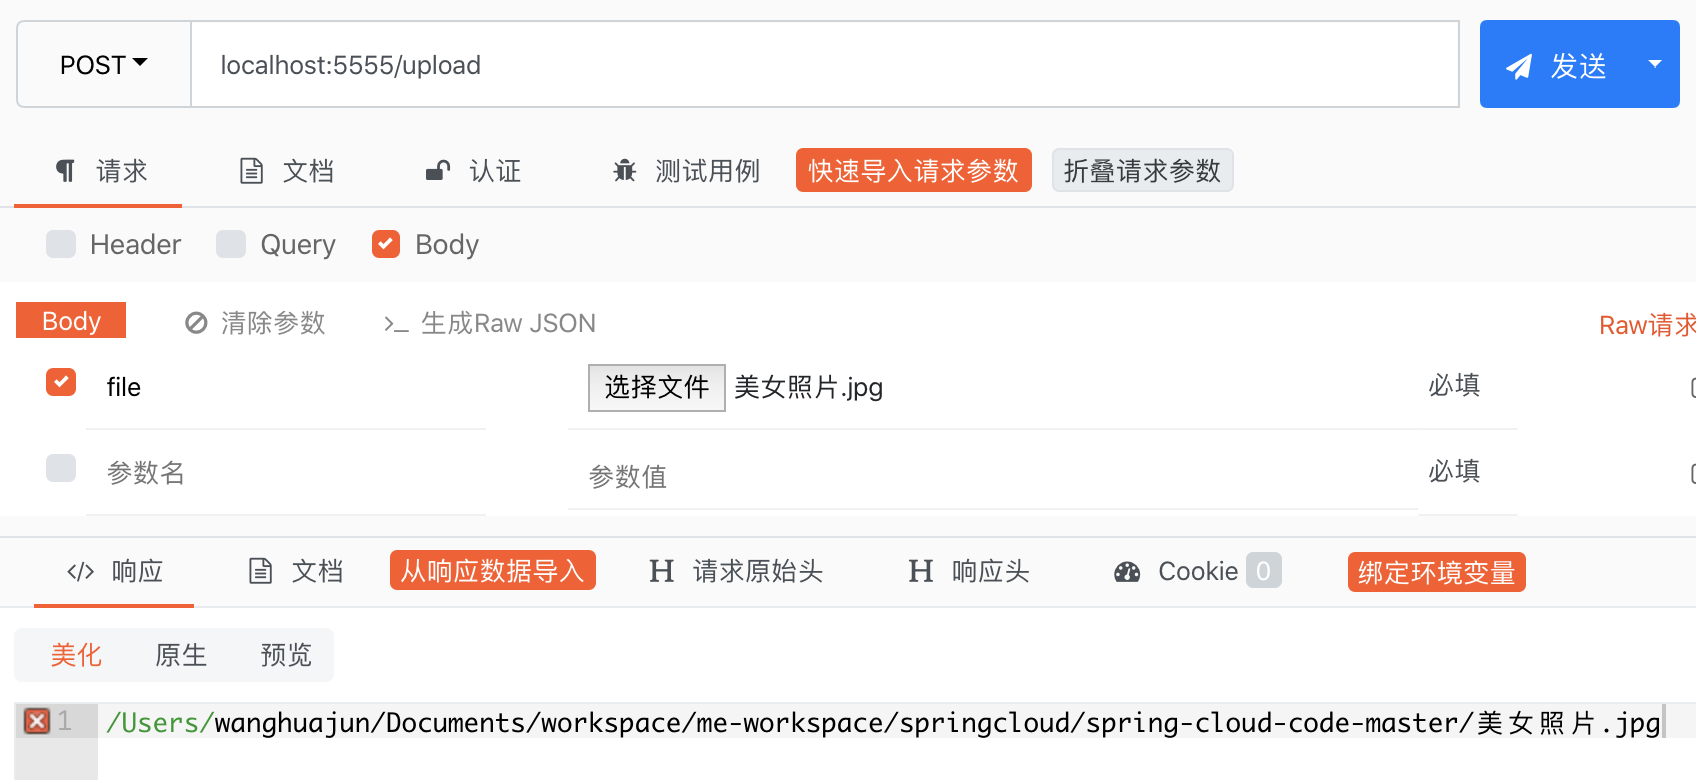 POST localhost:5555/upload 发送
请求 文档 认证 测试用例 快速导入请求参数 折叠请求参数
Header Query Body
Body 清除参数 >_ 生成Raw JSON Raw请求
file 选择文件 美女照片.jpg 必填
参数名 参数值 必填
</> 响应 文档 从响应数据导入 H 请求原始头 H 响应头 Cookie 0 绑定环境变量
美化 原生 预览
1 /Users/wanghuajun/Documents/workspace/me-workspace/springcloud/spring-cloud-code-master/美女照片.jpg